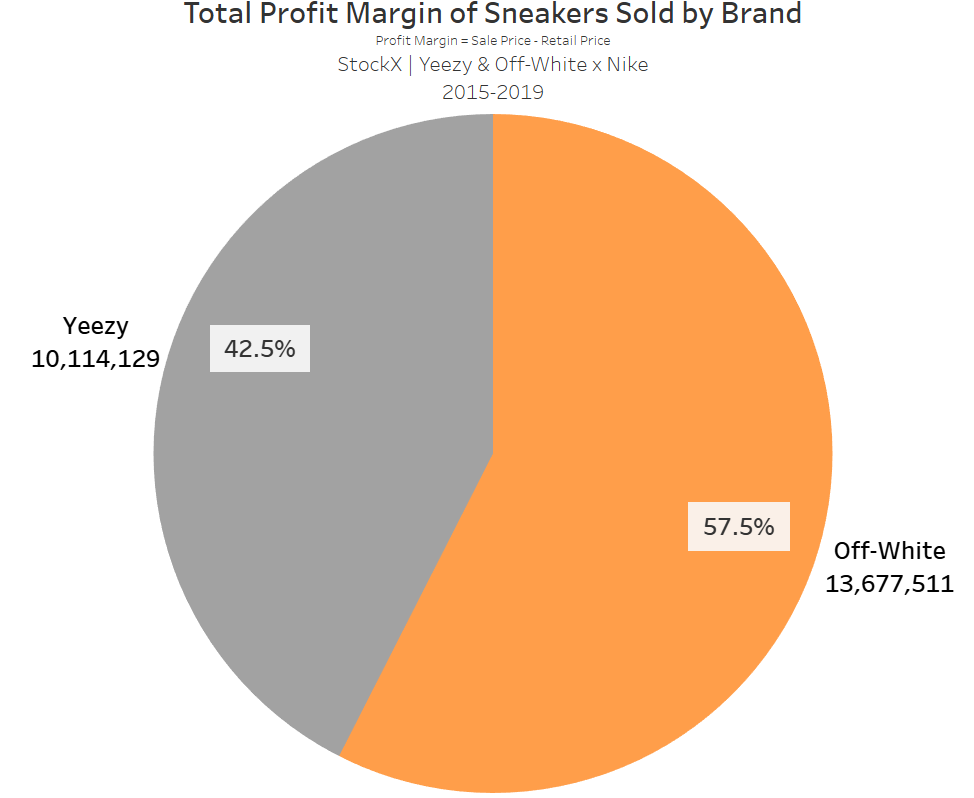 Total Profit Margin of Sneakers Sold by Brand
Profit Margin = Sale Price - Retail Price
StockX | Yeezy & Off-White x Nike
2015-2019
Yeezy
10,114,129
42.5%
57.5%
Off-White
13,677,511